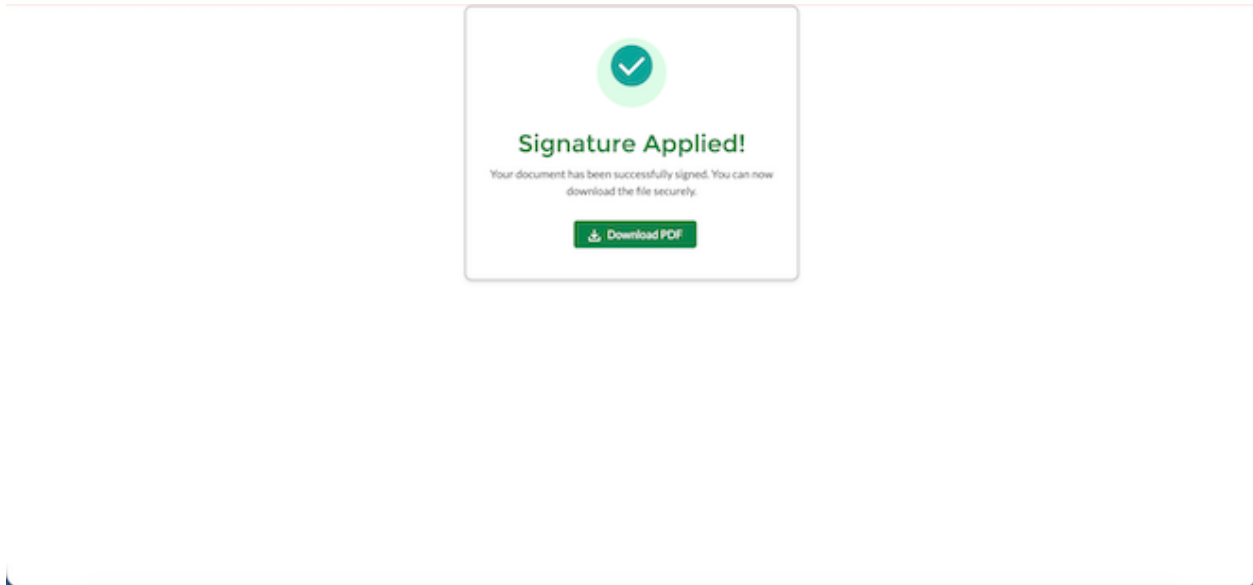 Signature Applied!
Your document has been successfully signed. You can now
download the file securely.
Download PDF